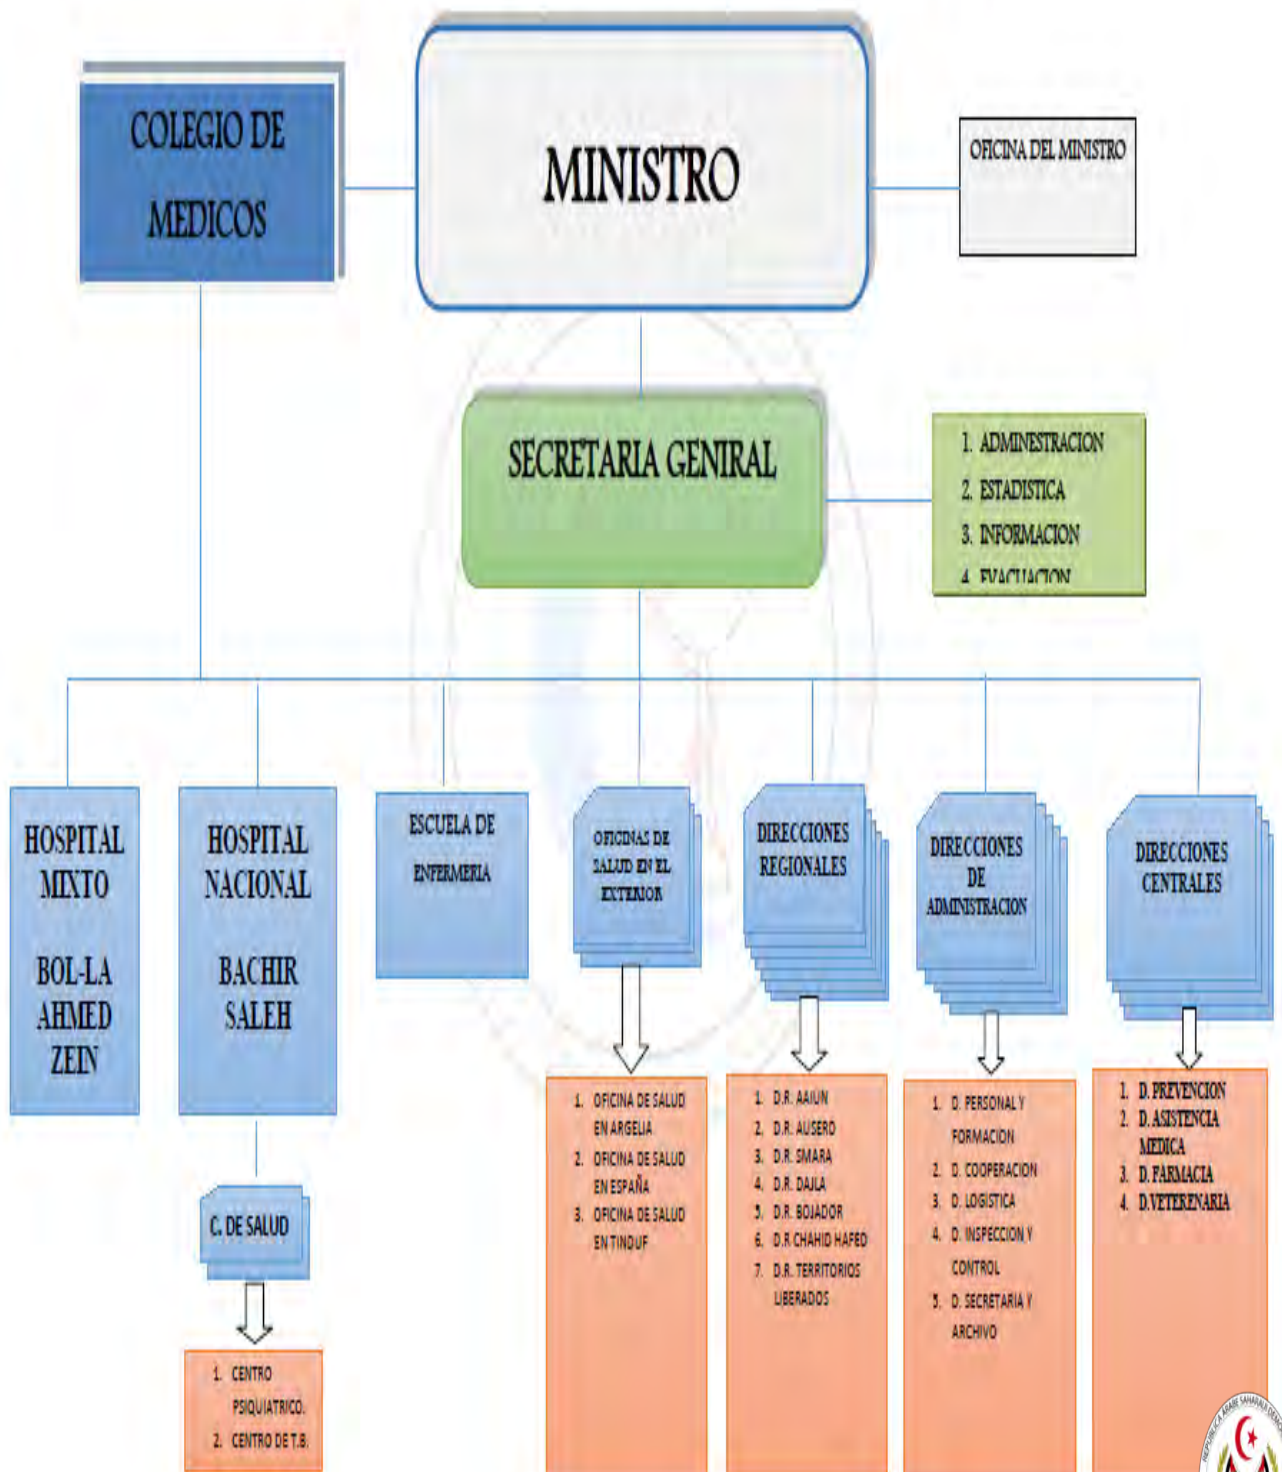 COLEGIO DE
MEDICOS
MINISTRO
OFICINA DEL MINISTRO
SECRETARIA GENIRAL
1. ADMINESTRACION
2. ESTADISTICA
3. INFORMACION
4. EVACUACION
HOSPITAL
MIXTO
BOL-LA
AHMED
ZEIN
HOSPITAL
NACIONAL
BACHIR
SALEH
ESCUELA DE
ENFERMERIA
OFICINAS DE
SALUD EN EL
EXTERIOR
DIRECCIONES
REGIONALES
DIRECCIONES
DE
ADMINISTRACION
DIRECCIONES
CENTRALES
C. DE SALUD
1. CENTRO
PSIQUIATRICO.
2. CENTRO DE T.B.
1. OFICINA DE SALUD
EN ARGELIA
2. OFICINA DE SALUD
EN ESPAÑA
3. OFICINA DE SALUD
EN TINDUF
1. D.R. AAIUN
2. D.R. AUSERD
3. D.R. SMARA
4. D.R. DAJLA
5. D.R. BOJADOR
6. D.R CHAHID HAFED
7. D.R. TERRITORIOS
LIBERADOS
1. D. PERSONAL Y
FORMACION
2. D. COOPERACION
3. D. LOGISTICA
4. D. INSPECCION Y
CONTROL
5. D. SECRETARIA Y
ARCHIVO
1. D. PREVENCION
2. D. ASISTENCIA
MEDICA
3. D. FARMACIA
4. D.VETERENARIA
REPUBLICA ARABE SAHARAUI